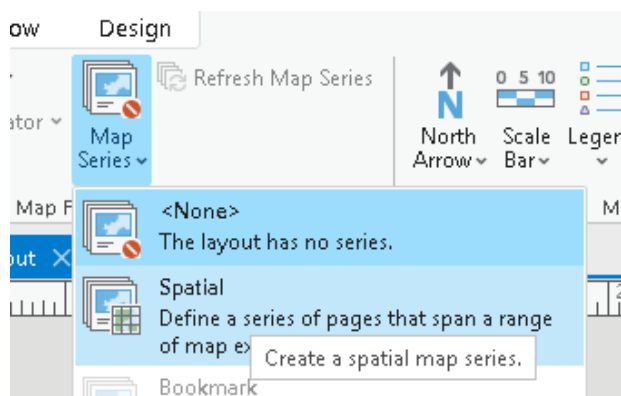 ow Design
Refresh Map Series
0 5 10
N
ator
Map
Series
North
Arrow
Scale
Bar
Legen
Map F
M
<None>
The layout has no series.
out
Spatial
Define a series of pages that span a range
of map ex
Create a spatial map series.
Bookmark